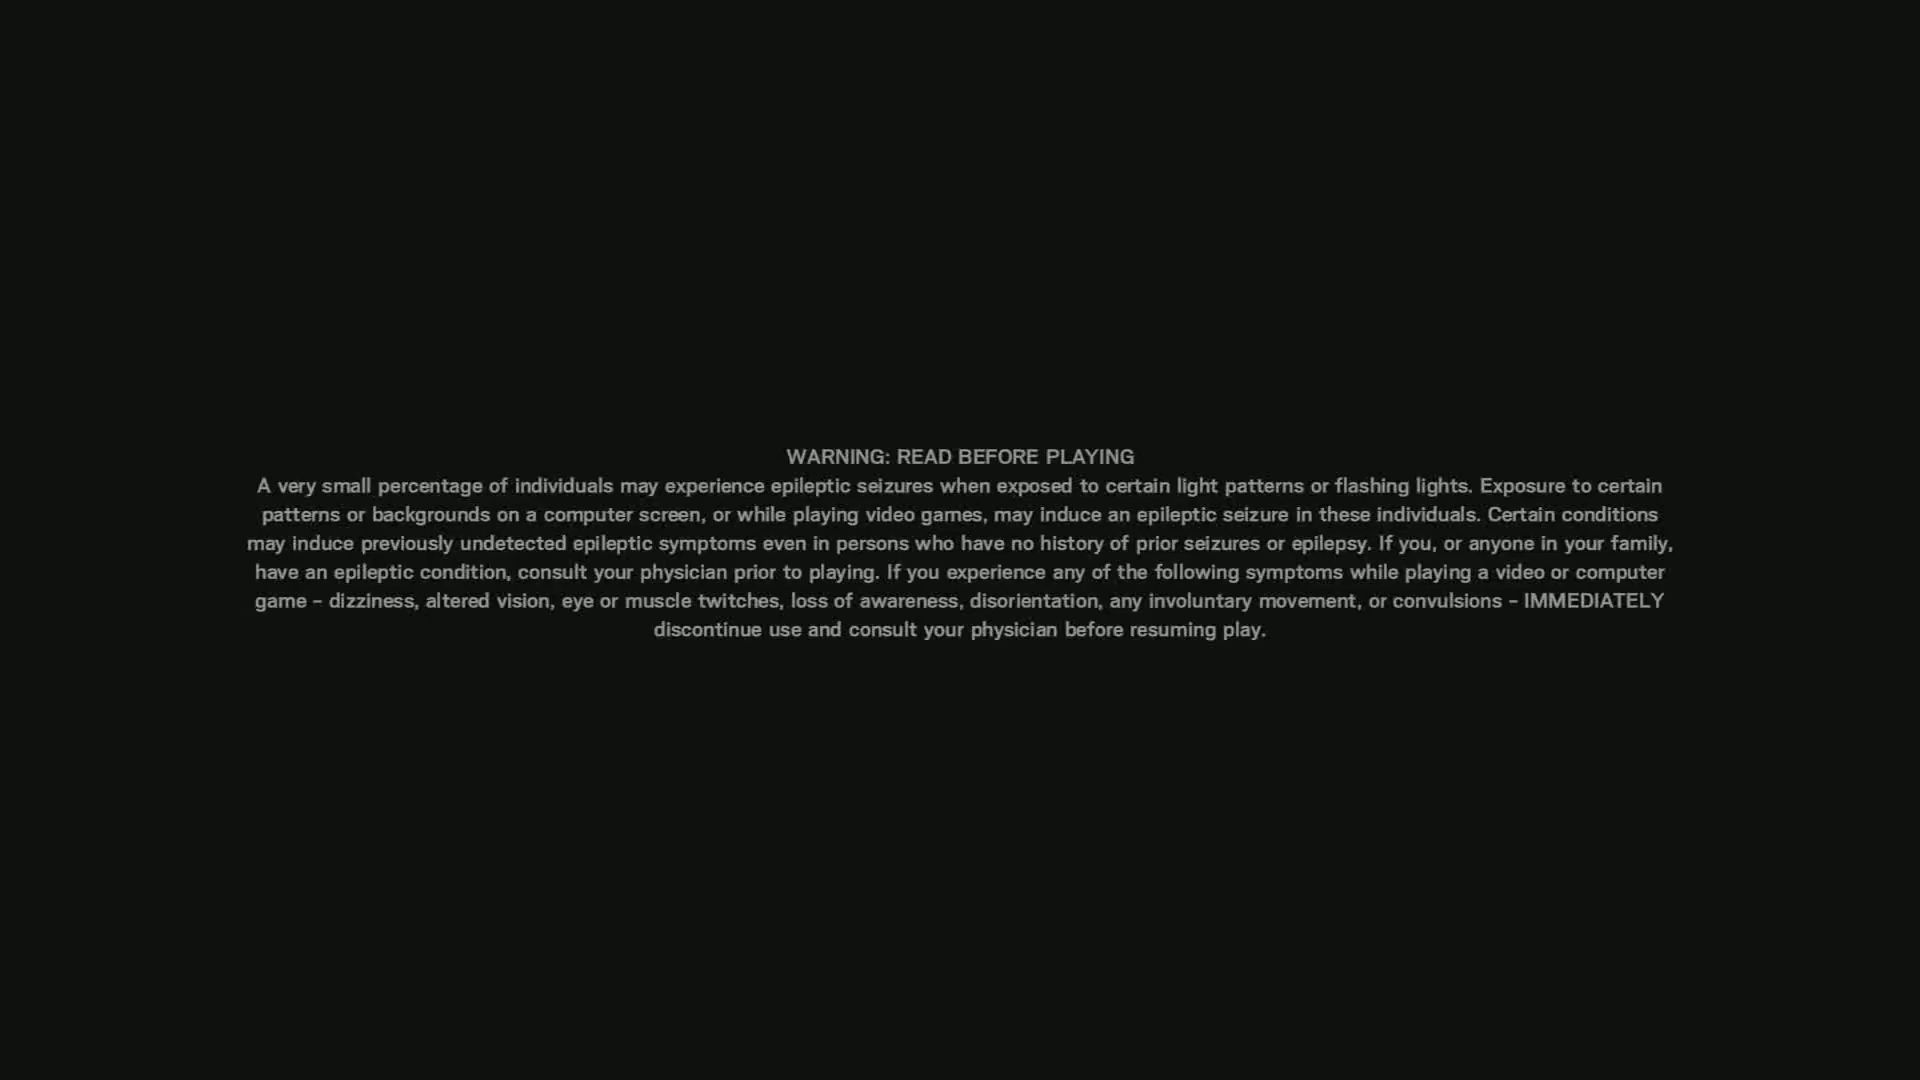 WARNING: READ BEFORE PLAYING
A very small percentage of individuals may experience epileptic seizures when exposed to certain light patterns or flashing lights. Exposure to certain
patterns or backgrounds on a computer screen, or while playing video games, may induce an epileptic seizure in these individuals. Certain conditions
may induce previously undetected epileptic symptoms even in persons who have no history of prior seizures or epilepsy. If you, or anyone in your family,
have an epileptic condition, consult your physician prior to playing. If you experience any of the following symptoms while playing a video or computer
game – dizziness, altered vision, eye or muscle twitches, loss of awareness, disorientation, any involuntary movement, or convulsions – IMMEDIATELY
discontinue use and consult your physician before resuming play.